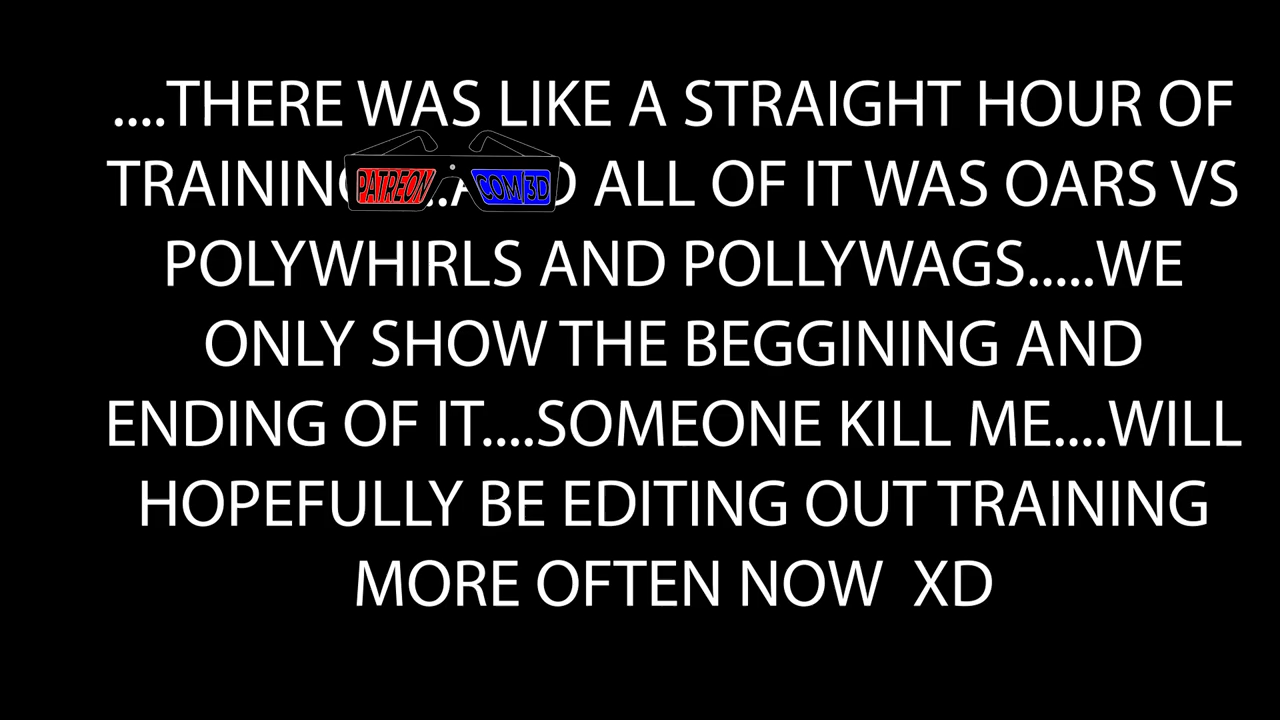 ....THERE WAS LIKE A STRAIGHT HOUR OF
TRAINING ALL OF IT WAS OARS VS
PATREON COM/3D
POLYWHIRLS AND POLLYWAGS.....WE
ONLY SHOW THE BEGGINING AND
ENDING OF IT....SOMEONE KILL ME....WILL
HOPEFULLY BE EDITING OUT TRAINING
MORE OFTEN NOW XD